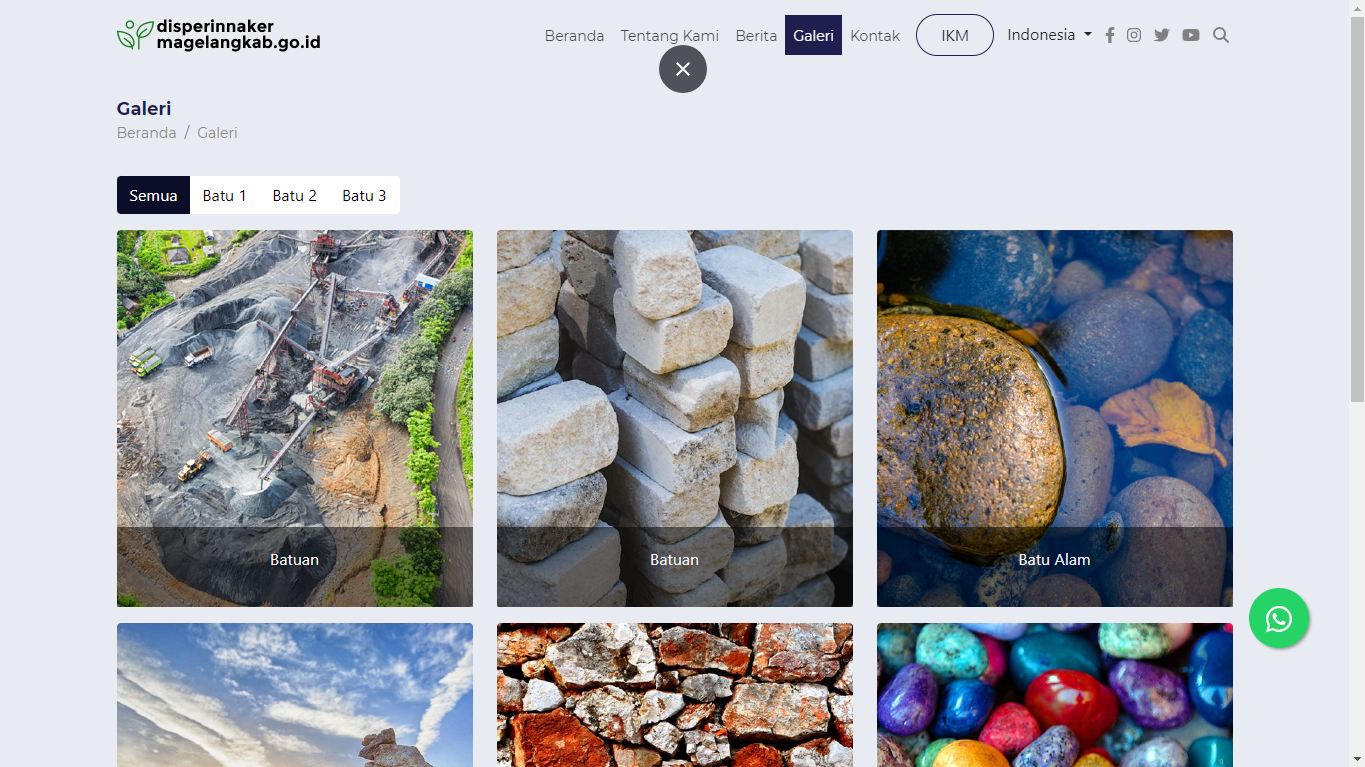 disperinnaker
magelangkab.go.id
Beranda Tentang Kami Berita Galeri Kontak IKM Indonesia
Galeri
Beranda / Galeri
Semua Batu 1 Batu 2 Batu 3
Batuan Batuan Batu Alam